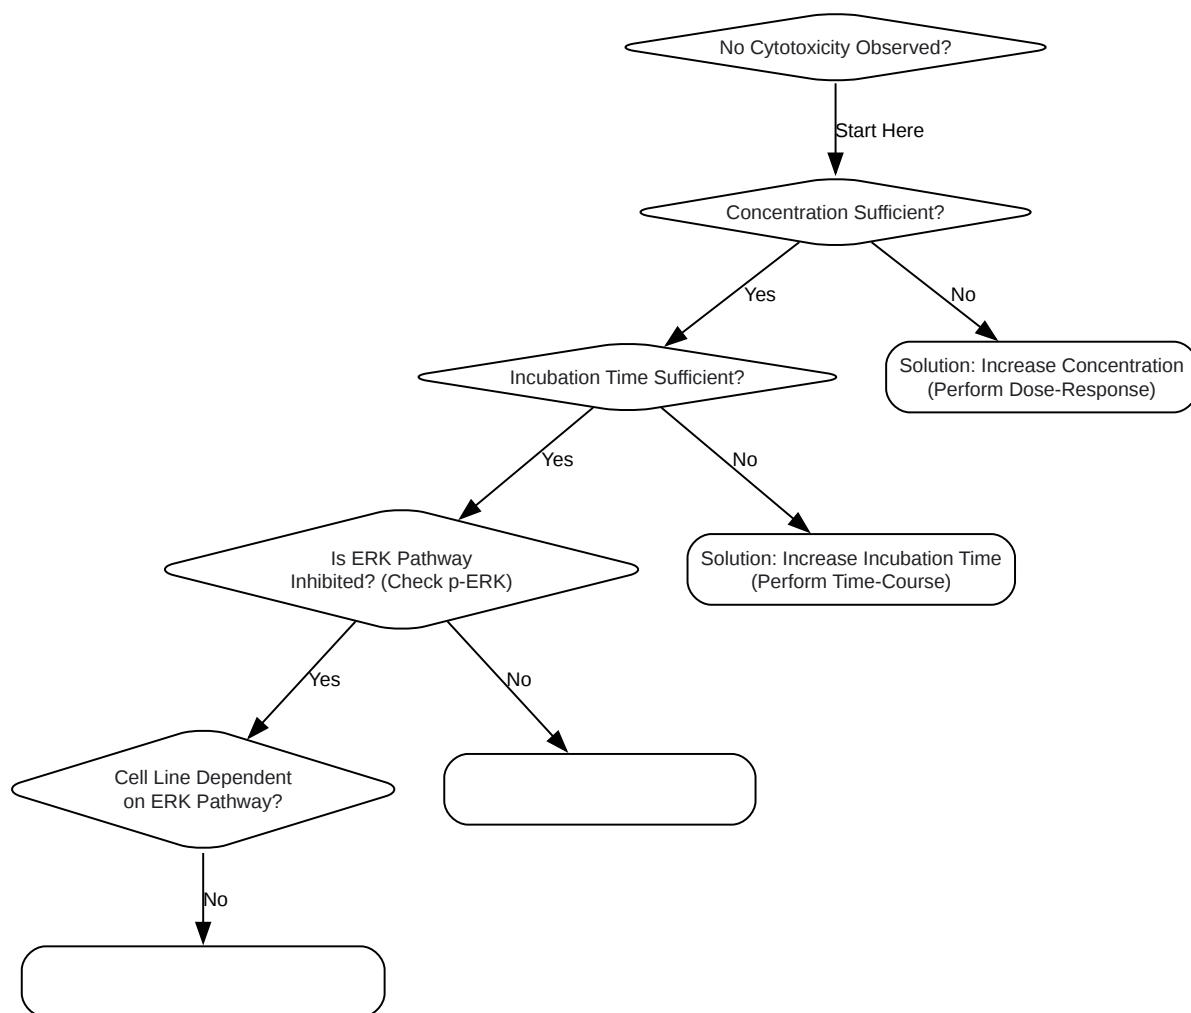 No Cytotoxicity Observed?
Start Here
Concentration Sufficient?
Yes
No
Incubation Time Sufficient?
Solution: Increase Concentration
(Perform Dose-Response)
Yes
No
Is ERK Pathway
Inhibited? (Check p-ERK)
Solution: Increase Incubation Time
(Perform Time-Course)
Yes
No
Cell Line Dependent
on ERK Pathway?
No